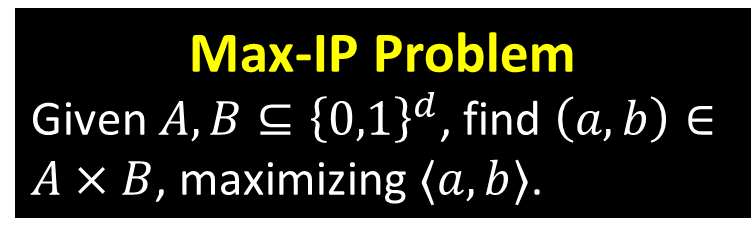 Max-IP Problem
Given 𝐴, 𝐵 ⊆ {0,1}ᵈ, find (𝑎, 𝑏) ∈
𝐴 × 𝐵, maximizing ⟨𝑎, 𝑏⟩.